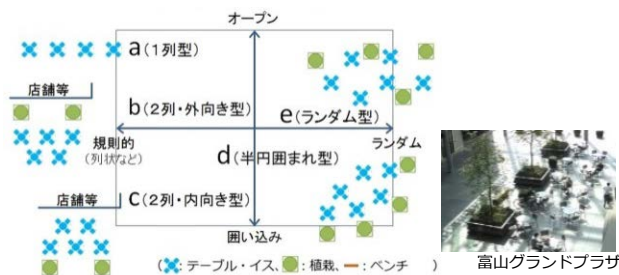 オープン
a(1列型)
店舗等
b(2列・外向き型)
e(ランダム型)
規則的
(列状など)
ランダム
d(半円囲まれ型)
店舗等
c(2列・内向き型)
囲い込み
( :テーブル・イス、 :植栽、 :ベンチ )
富山グランドプラザ